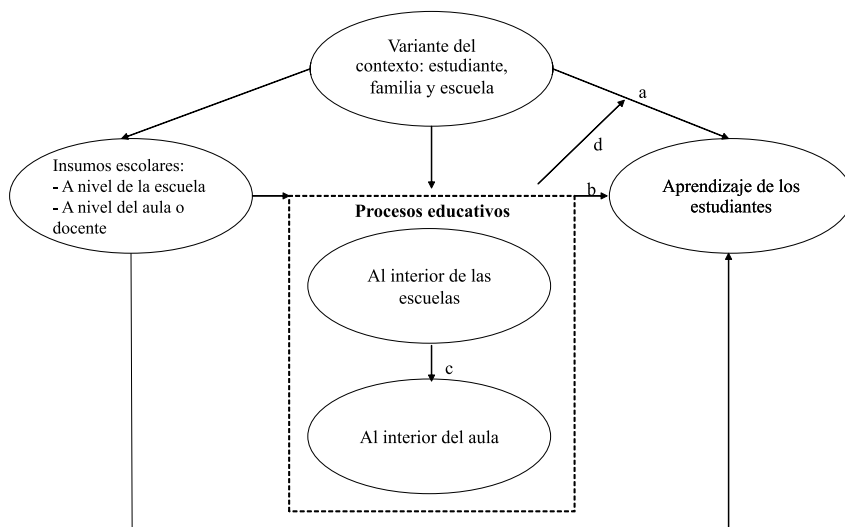 Variante del
contexto: estudiante,
familia y escuela
a
d
Insumos escolares:
- A nivel de la escuela
- A nivel del aula o
docente
b
Aprendizaje de los
estudiantes
Procesos educativos
Al interior de las
escuelas
c
Al interior del aula